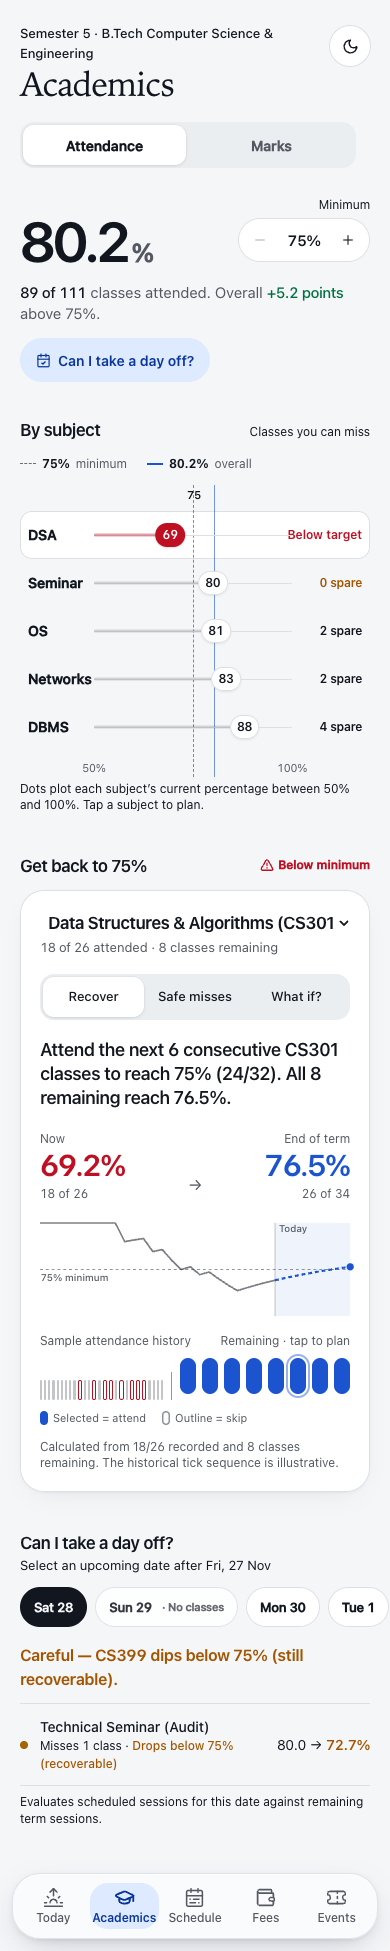 Semester 5 · B.Tech Computer Science &
Engineering
Academics
Attendance
Marks
Minimum
80.2%
− 75% +
89 of 111 classes attended. Overall +5.2 points
above 75%.
Can I take a day off?
By subject
Classes you can miss
75% minimum
80.2% overall
75
DSA 69 Below target
Seminar 80 0 spare
OS 81 2 spare
Networks 83 2 spare
DBMS 88 4 spare
50% 100%
Dots plot each subject's current percentage between 50%
and 100%. Tap a subject to plan.
Get back to 75%
Below minimum
Data Structures & Algorithms (CS301
18 of 26 attended · 8 classes remaining
Recover
Safe misses
What if?
Attend the next 6 consecutive CS301
classes to reach 75% (24/32). All 8
remaining reach 76.5%.
Now
End of term
69.2% → 76.5%
18 of 26
26 of 34
Today
75% minimum
Sample attendance history
Remaining · tap to plan
Selected = attend
Outline = skip
Calculated from 18/26 recorded and 8 classes
remaining. The historical tick sequence is illustrative.
Can I take a day off?
Select an upcoming date after Fri, 27 Nov
Sat 28
Sun 29 · No classes
Mon 30
Tue 1
Careful — CS399 dips below 75% (still
recoverable).
Technical Seminar (Audit)
Misses 1 class · Drops below 75%
(recoverable)
80.0 → 72.7%
Evaluates scheduled sessions for this date against remaining
term sessions.
Today
Academics
Schedule
Fees
Events